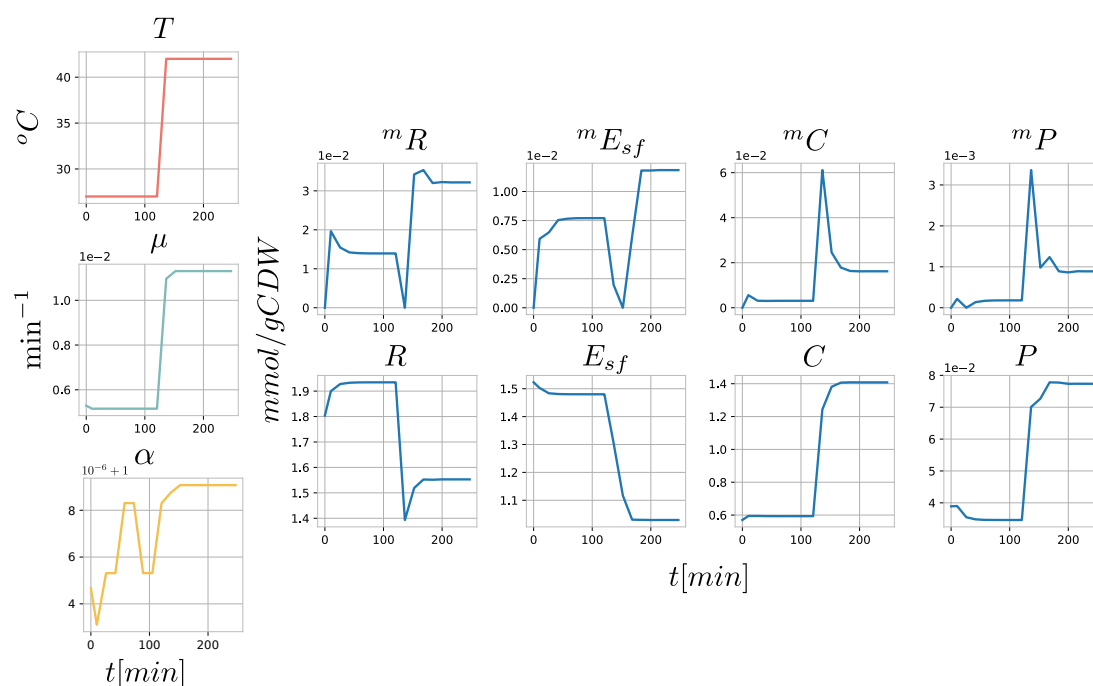 T
°C
40
35
30
0 100 200
μ
1e−2
min⁻¹
1.0
0.8
0.6
0 100 200
α
10⁻⁶ + 1
8
6
4
0 100 200
t[min]
mmol/gCDW
ᵐR
1e−2
3
2
1
0
0 100 200
ᵐE_sf
1e−2
1.00
0.75
0.50
0.25
0.00
0 100 200
ᵐC
1e−2
6
4
2
0
0 100 200
ᵐP
1e−3
3
2
1
0
0 100 200
R
1.9
1.8
1.7
1.6
1.5
1.4
0 100 200
E_sf
1.5
1.4
1.3
1.2
1.1
0 100 200
C
1.4
1.2
1.0
0.8
0.6
0 100 200
P
1e−2
8
6
4
0 100 200
t[min]